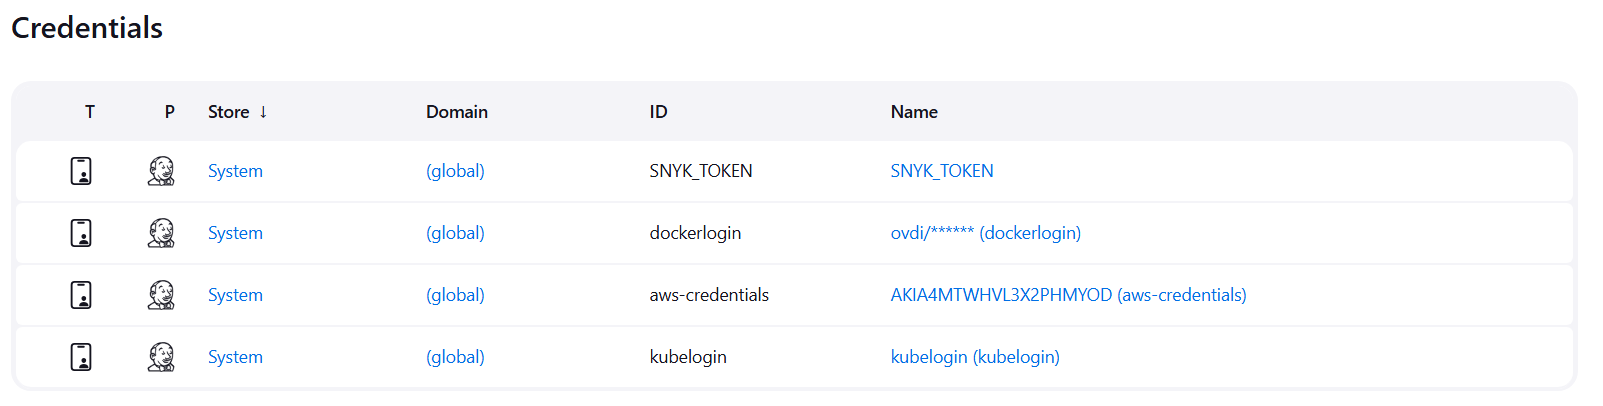 Credentials
T P Store ↓ Domain ID Name
System (global) SNYK_TOKEN SNYK_TOKEN
System (global) dockerlogin ovdi/****** (dockerlogin)
System (global) aws-credentials AKIA4MTWHVL3X2PHMYOD (aws-credentials)
System (global) kubelogin kubelogin (kubelogin)